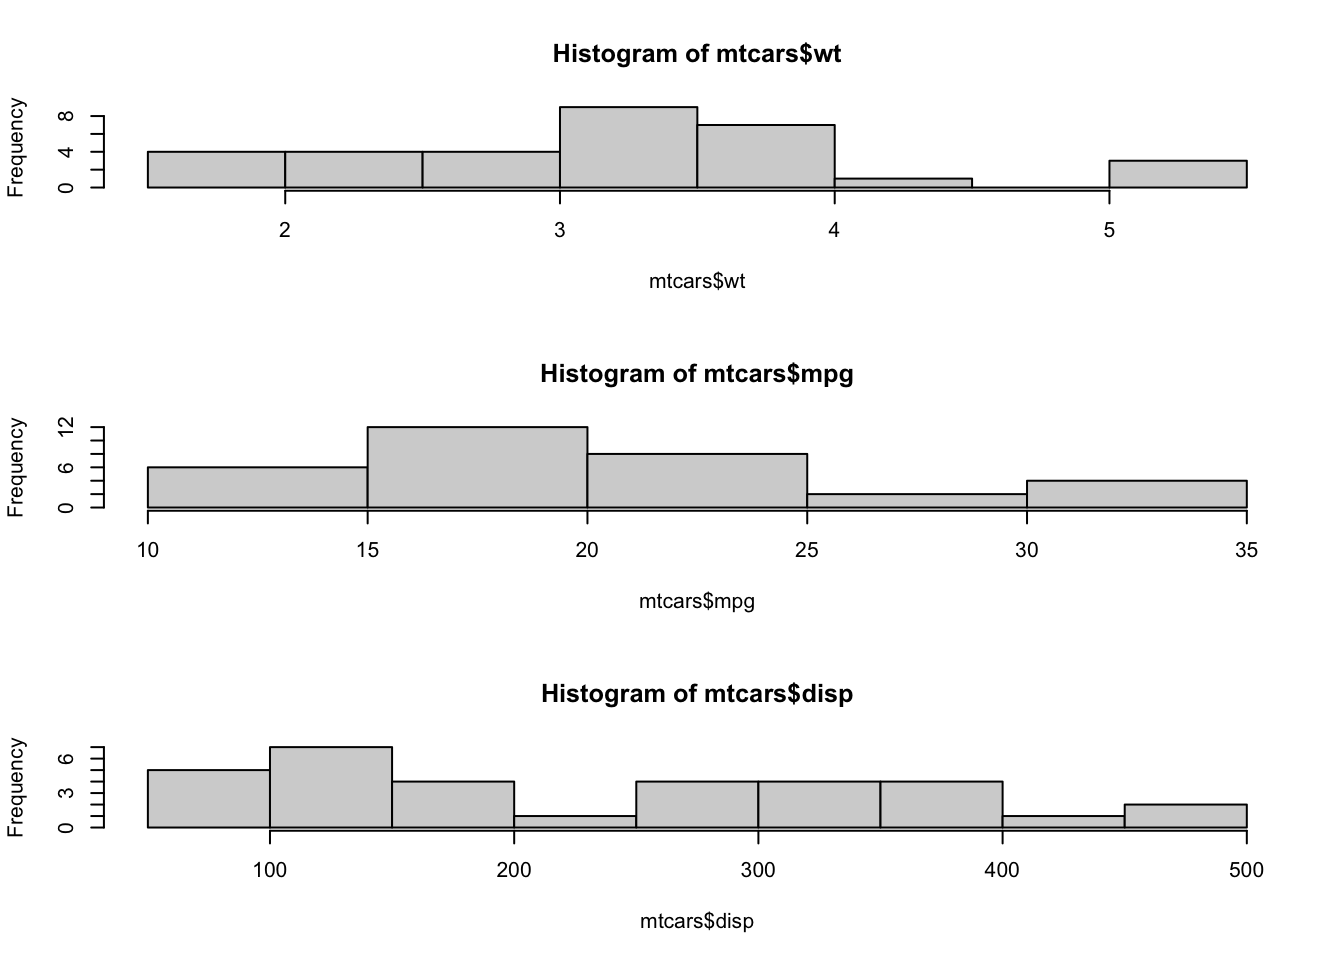 Histogram of mtcars$wt
Frequency
8
4
0
2 3 4 5
mtcars$wt
Histogram of mtcars$mpg
Frequency
12
6
0
10 15 20 25 30 35
mtcars$mpg
Histogram of mtcars$disp
Frequency
6
3
0
100 200 300 400 500
mtcars$disp